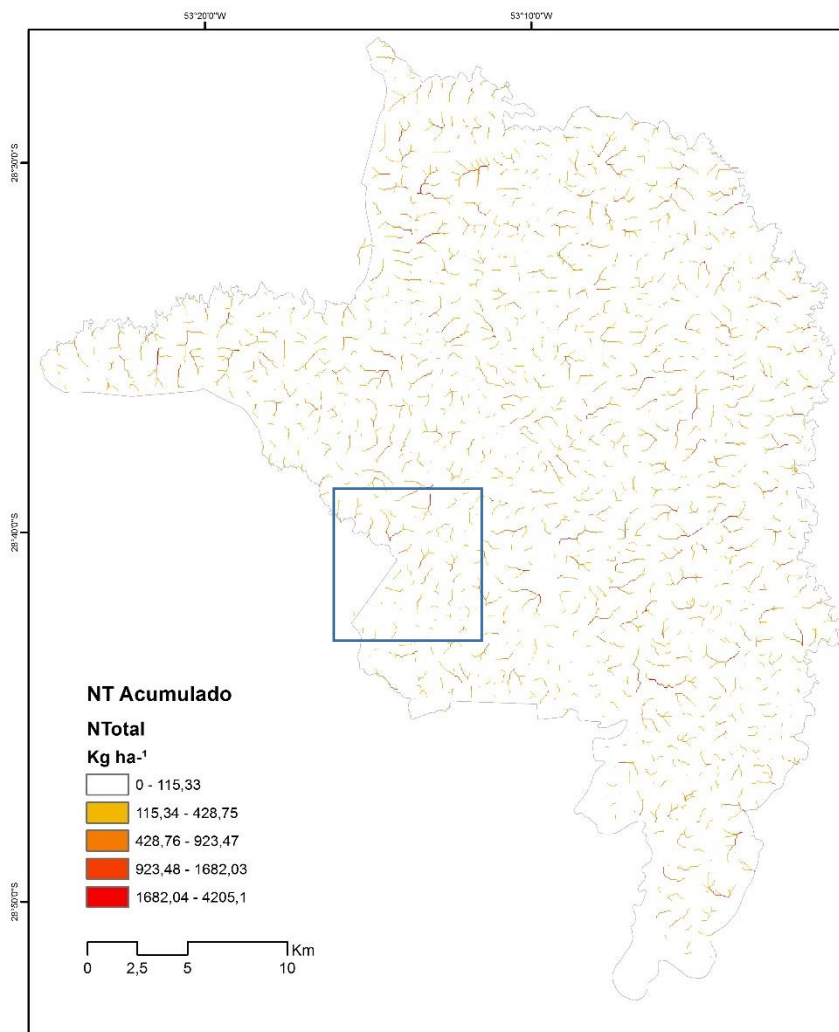 53°20'0"W 53°10'0"W
28°30'0"S
28°40'0"S
28°50'0"S
NT Acumulado
NTotal
Kg ha-¹
0 - 115,33
115,34 - 428,75
428,76 - 923,47
923,48 - 1682,03
1682,04 - 4205,1
Km
0 2,5 5 10